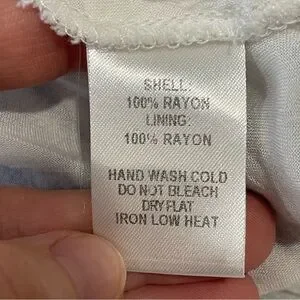 SHELL:
100% RAYON
LINING:
100% RAYON
HAND WASH COLD
DO NOT BLEACH
DRY FLAT
IRON LOW HEAT